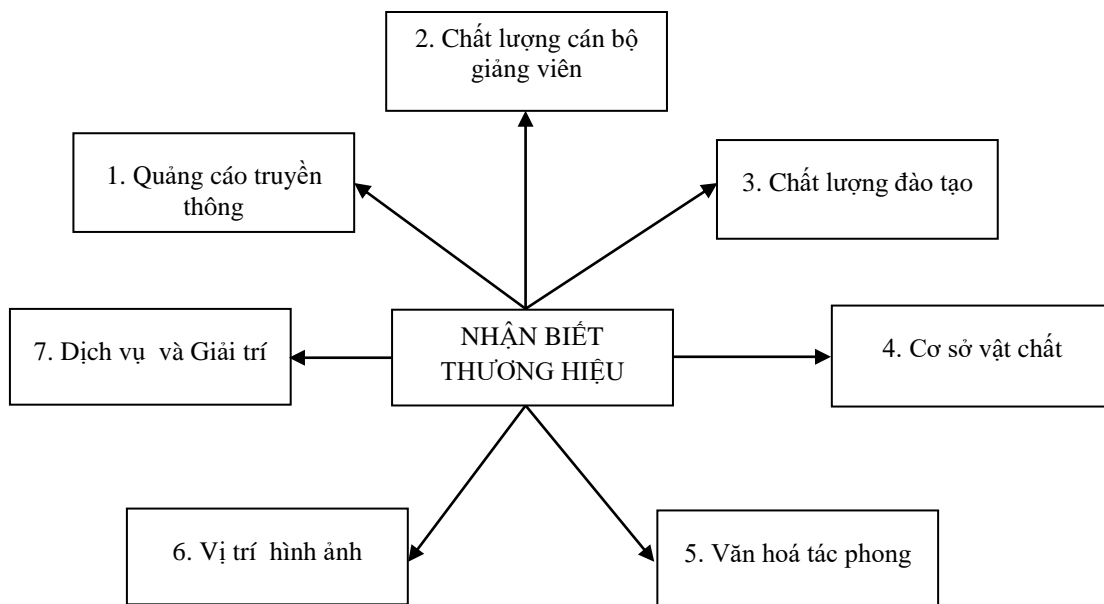 2. Chất lượng cán bộ
giảng viên
1. Quảng cáo truyền
thông
3. Chất lượng đào tạo
7. Dịch vụ và Giải trí
NHẬN BIẾT
THƯƠNG HIỆU
4. Cơ sở vật chất
6. Vị trí hình ảnh
5. Văn hoá tác phong